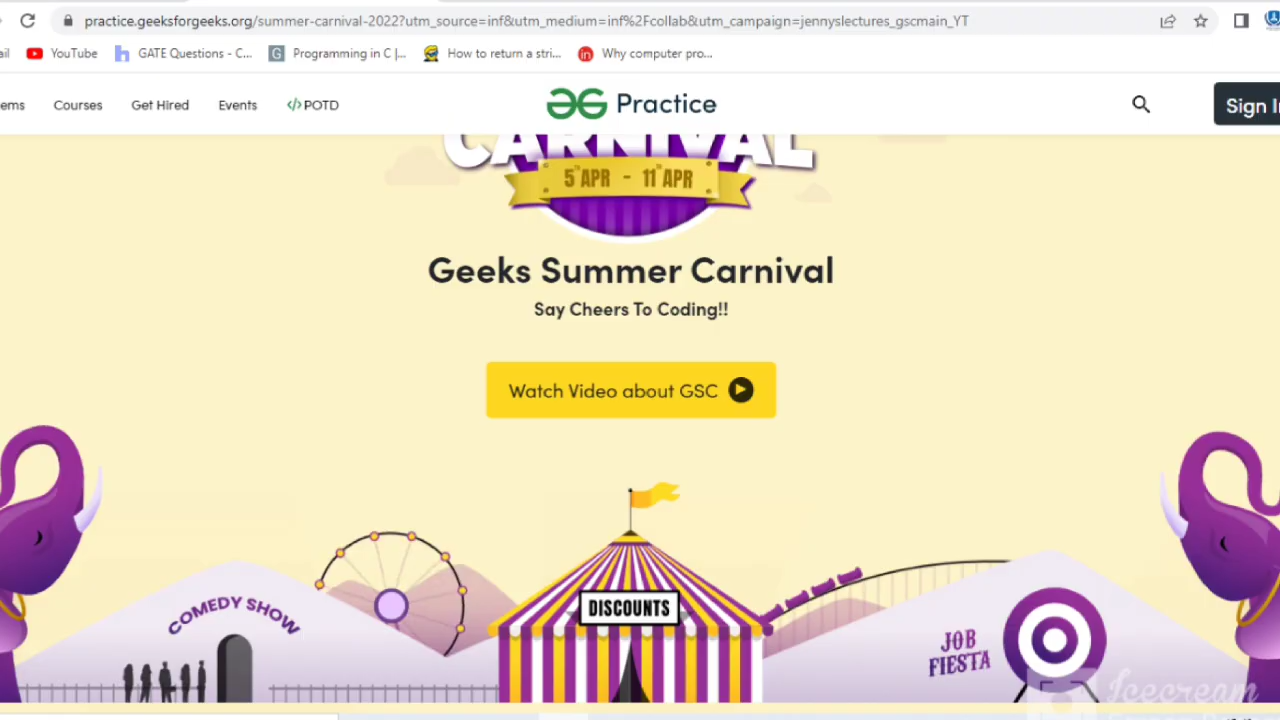 practice.geeksforgeeks.org/summer-carnival-2022?utm_source=inf&utm_medium=inf%2Fcollab&utm_campaign=jennyslectures_gscmain_YT
ail YouTube GATE Questions - C... Programming in C |... How to return a stri... Why computer pro...
ems Courses Get Hired Events </> POTD Practice Sign I
CARNIVAL
5th APR - 11th APR
Geeks Summer Carnival
Say Cheers To Coding!!
Watch Video about GSC
DISCOUNTS
COMEDY SHOW
JOB
FIESTA
Icecream